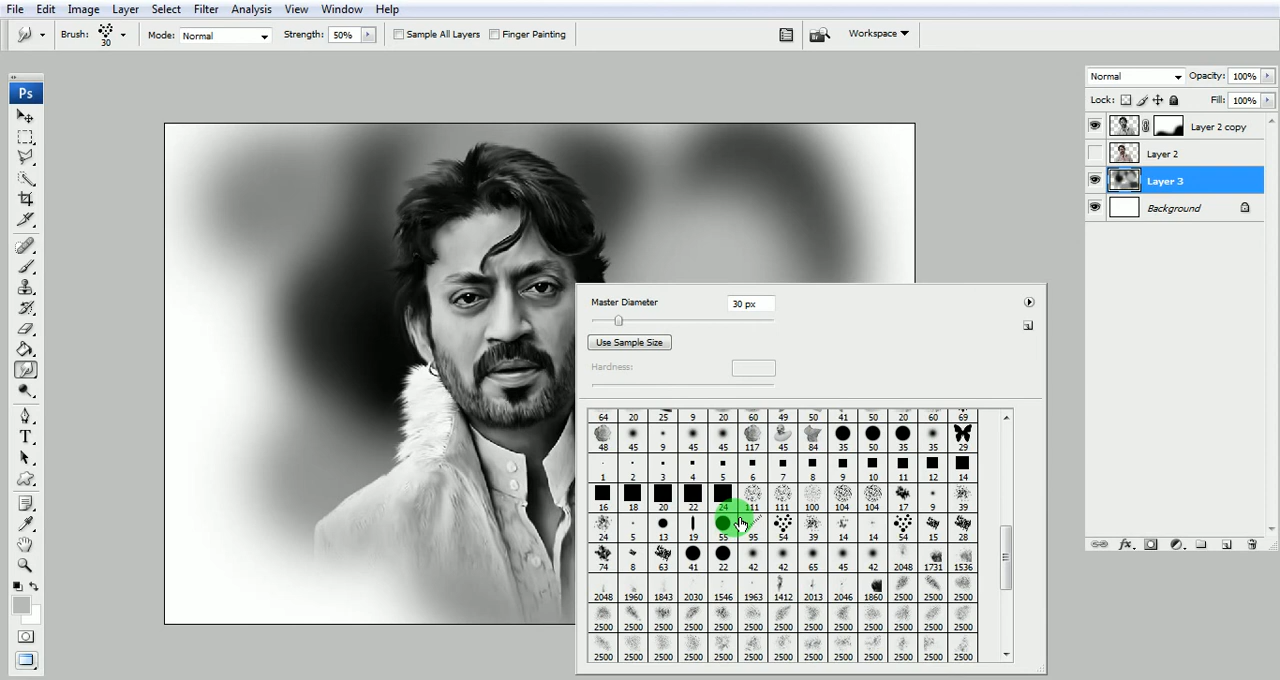 File Edit Image Layer Select Filter Analysis View Window Help
Brush: 30 Mode: Normal Strength: 50% Sample All Layers Finger Painting Workspace
Ps
Normal Opacity: 100%
Lock: Fill: 100%
Layer 2 copy
Layer 2
Layer 3
Background
Master Diameter 30 px
Use Sample Size
Hardness:
64 20 25 9 20 60 49 50 41 50 20 60 69
48 45 9 45 45 117 45 84 35 50 35 35 29
1 2 3 4 5 6 7 8 9 10 11 12 14
16 18 20 22 24 111 111 100 104 104 17 9 39
24 5 13 19 55 95 54 39 14 14 54 15 28
74 8 63 41 22 42 42 65 45 42 2048 1731 1536
2048 1960 1843 2030 1546 1963 1412 2013 2046 1860 2500 2500 2500
2500 2500 2500 2500 2500 2500 2500 2500 2500 2500 2500 2500 2500
2500 2500 2500 2500 2500 2500 2500 2500 2500 2500 2500 2500 2500
T
fx